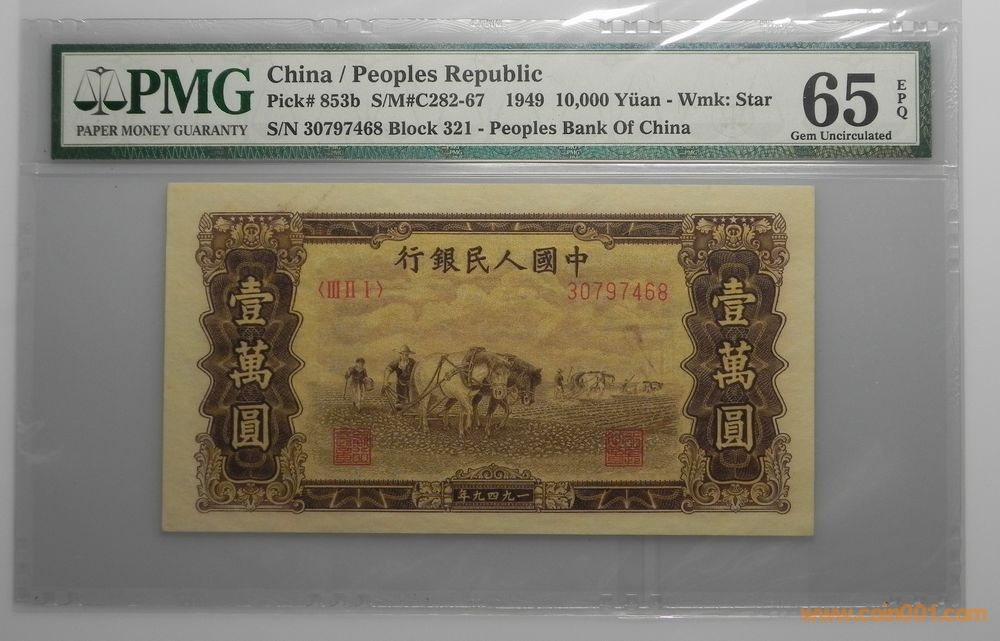 PMG
PAPER MONEY GUARANTY
China / Peoples Republic
Pick# 853b S/M#C282-67 1949 10,000 Yüan - Wmk: Star
S/N 30797468 Block 321 - Peoples Bank Of China
65
EPQ
Gem Uncirculated
行銀民人國中
〈III II I〉
30797468
壹萬圓
壹萬圓
年九四九一
www.coin001.com